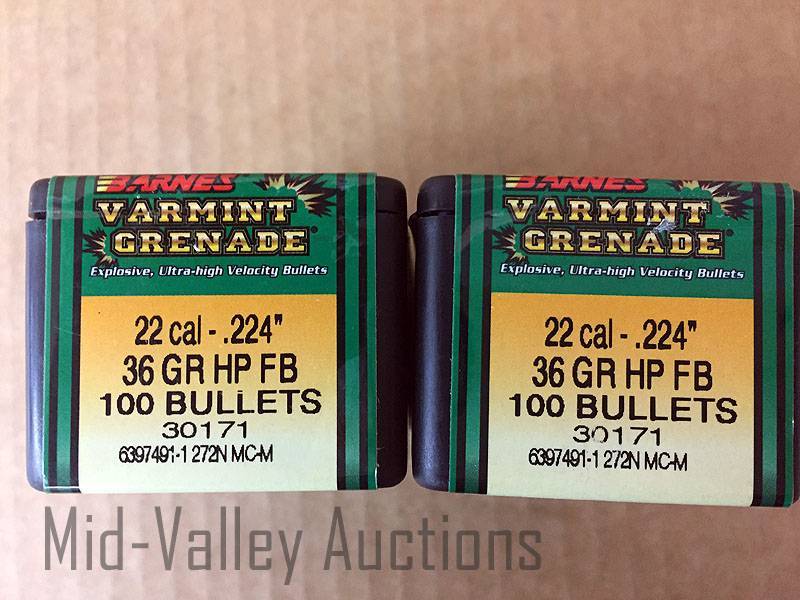 BARNES
VARMINT
GRENADE®
Explosive, Ultra-high Velocity Bullets
22 cal - .224"
36 GR HP FB
100 BULLETS
30171
6397491-1 272N MC-M
BARNES
VARMINT
GRENADE®
Explosive, Ultra-high Velocity Bullets
22 cal - .224"
36 GR HP FB
100 BULLETS
30171
6397491-1 272N MC-M
Mid-Valley Auctions